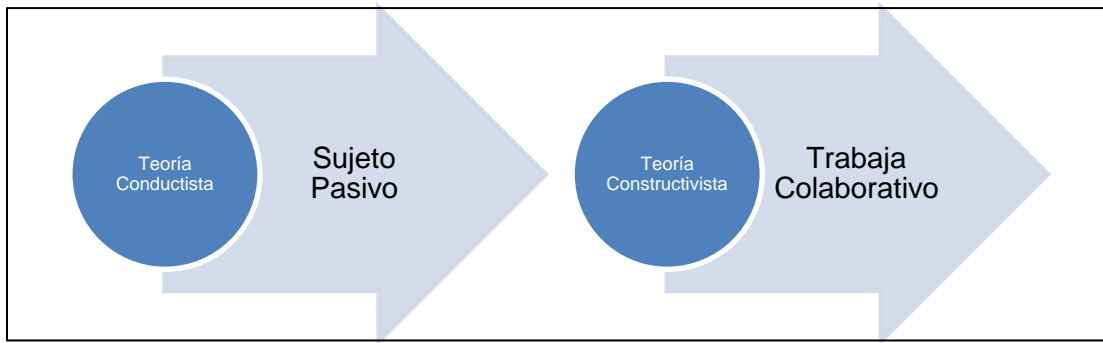 Teoría
Conductista
Sujeto
Pasivo
Teoría
Constructivista
Trabaja
Colaborativo